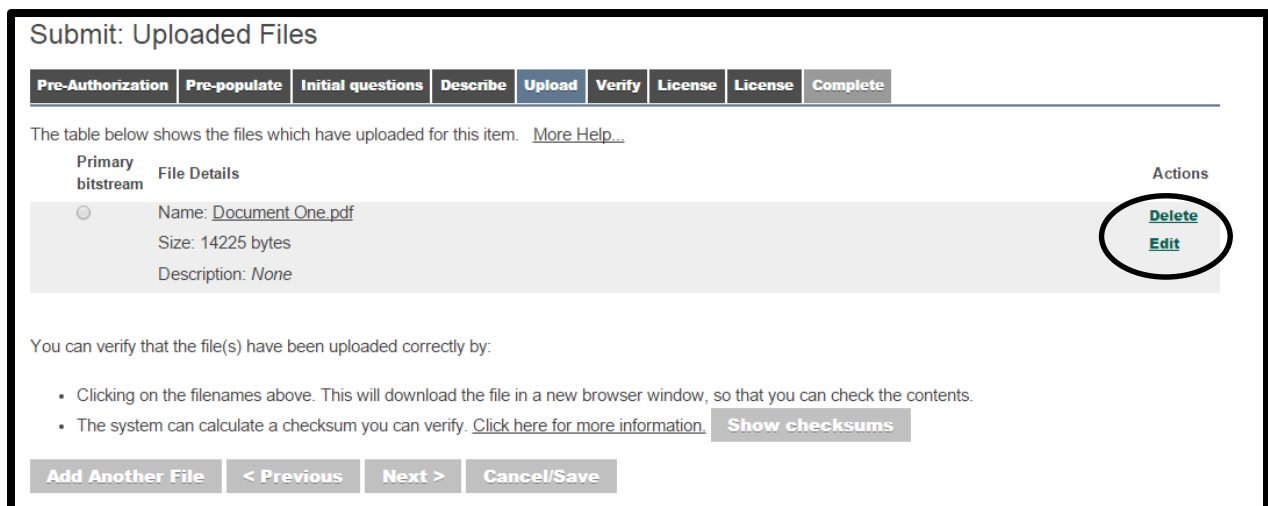 Submit: Uploaded Files
Pre-Authorization Pre-populate Initial questions Describe Upload Verify License License Complete
The table below shows the files which have uploaded for this item. More Help...
Primary bitstream File Details Actions
Name: Document One.pdf Delete
Size: 14225 bytes Edit
Description: None
You can verify that the file(s) have been uploaded correctly by:
• Clicking on the filenames above. This will download the file in a new browser window, so that you can check the contents.
• The system can calculate a checksum you can verify. Click here for more information. Show checksums
Add Another File < Previous Next > Cancel/Save